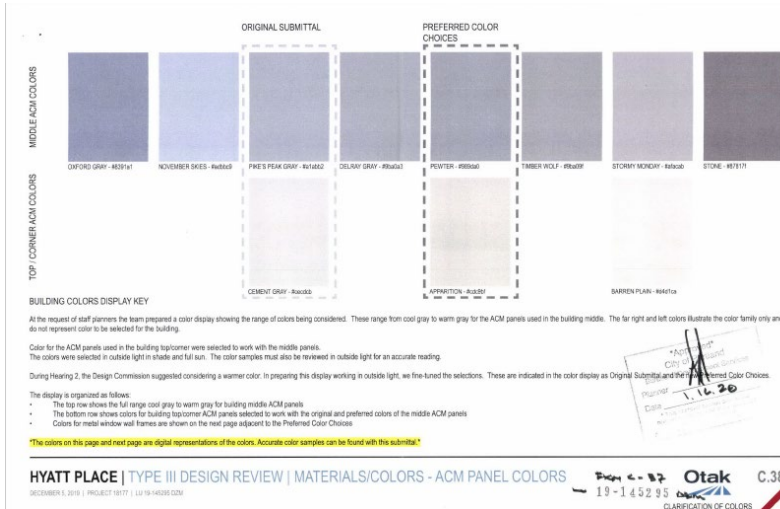 ORIGINAL SUBMITTAL
PREFERRED COLOR
CHOICES
MIDDLE ACM COLORS
OXFORD GRAY - #8391a1
NOVEMBER SKIES -
PIKE'S PEAK GRAY - #a1abb2
DELRAY GRAY -
PEWTER -
TIMBER WOLF -
STORMY MONDAY - #afacab
STONE - #87817f
TOP / CORNER ACM COLORS
CEMENT GRAY -
APPARITION -
BARREN PLAIN -
BUILDING COLORS DISPLAY KEY
At the request of staff planners the team prepared a color display showing the range of colors being considered. These range from cool gray to warm gray for the ACM panels used in the building middle. The far right and left colors illustrate the color family only and
do not represent color to be selected for the building.
Color for the ACM panels used in the building top/corner were selected to work with the middle panels.
The colors were selected in outside light in shade and full sun. The color samples must also be reviewed in outside light for an accurate reading.
During Hearing 2, the Design Commission suggested considering a warmer color. In preparing this display working in outside light, we fine-tuned the selections. These are indicated in the color display as Original Submittal and the new Preferred Color Choices.
The display is organized as follows:
• The top row shows the full range cool gray to warm gray for building middle ACM panels
• The bottom row shows colors for building top/corner ACM panels selected to work with the original and preferred colors of the middle ACM panels
• Colors for metal window wall frames are shown on the next page adjacent to the Preferred Color Choices
*The colors on this page and next page are digital representations of the colors. Accurate color samples can be found with this submittal.*
*Approved*
City of
Planner
Date 1.16.20
HYATT PLACE | TYPE III DESIGN REVIEW | MATERIALS/COLORS - ACM PANEL COLORS
DECEMBER 5, 2019 | PROJECT 19177 | LU 19-145295 DZM
19-145295
Otak
CLARIFICATION OF COLORS